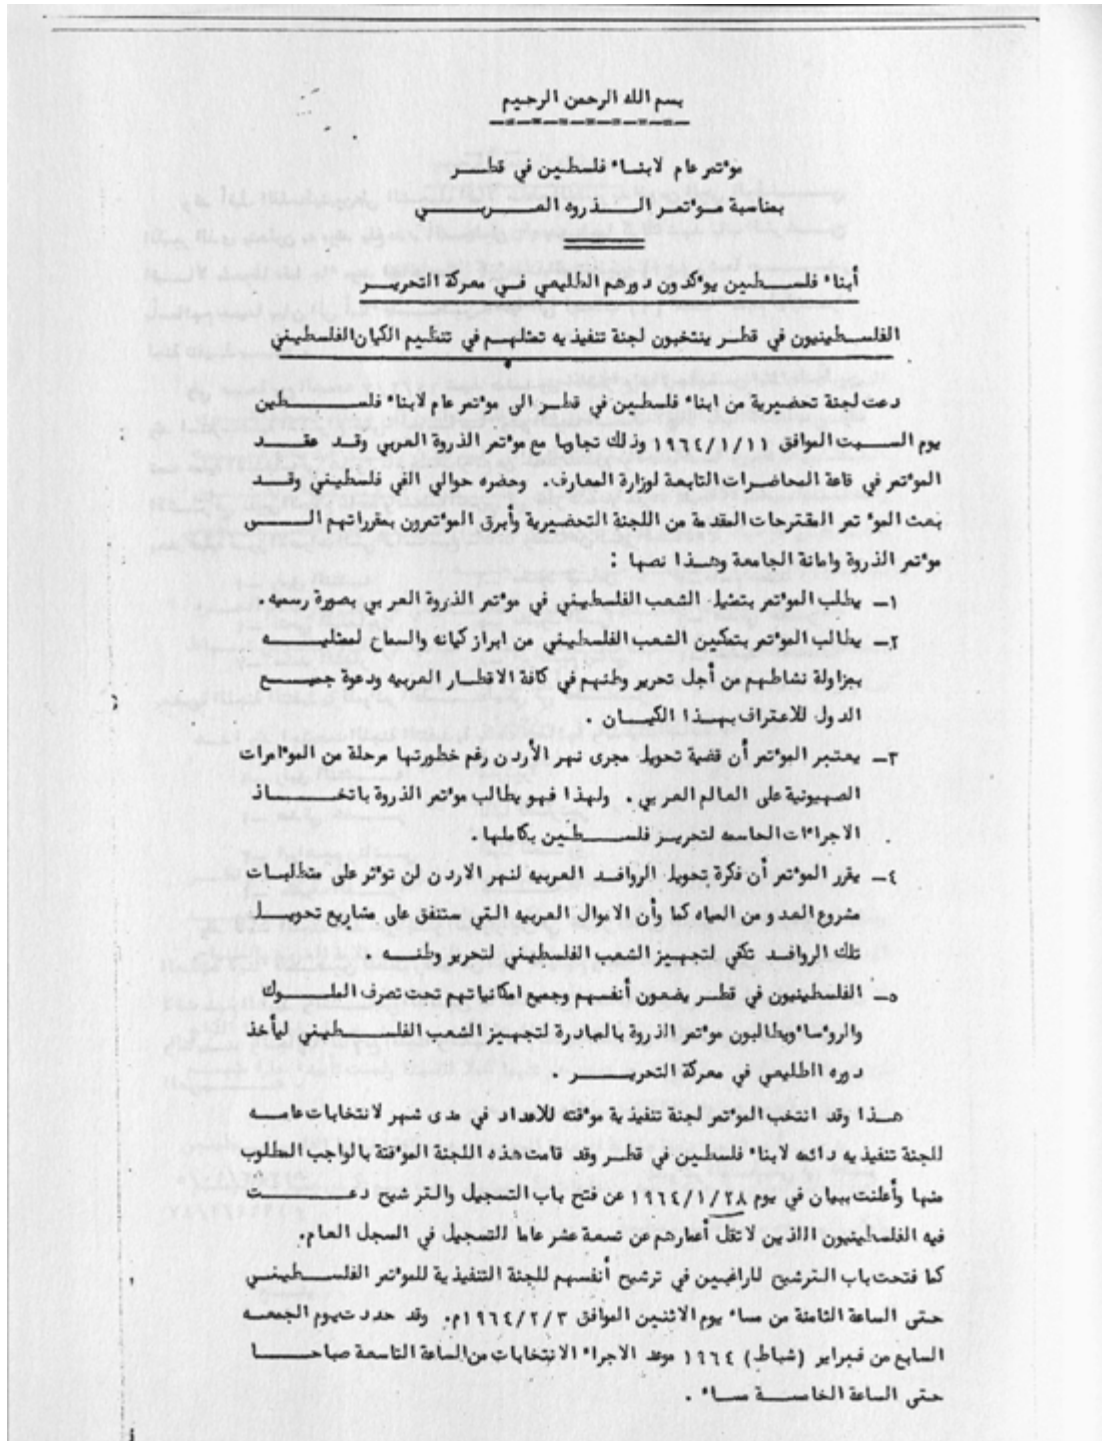 بسم الله الرحمن الرحيم
مؤتمر عام لابناء فلسطين في قطر
بمناسبة مؤتمر الذروه العربي
أبناء فلسطين يؤكدون دورهم الطليعي في معركة التحرير
الفلسطينيون في قطر ينتخبون لجنة تنفيذيه تمثلهم في تنظيم الكيان الفلسطيني
دعت لجنة تحضيرية من ابناء فلسطين في قطر الى مؤتمر عام لابناء فلسطين
يوم السبت الموافق ١٩٦٤/١/١١ وذلك تجاوبا مع مؤتمر الذروة العربي وقد عقد
المؤتمر في قاعة المحاضرات التابعة لوزارة المعارف. وحضره حوالي الفي فلسطيني وقد
بحث المؤتمر المقترحات المقدمة من اللجنة التحضيرية وأبرق المؤتمرون بمقرراتهم الى
مؤتمر الذروة وامانة الجامعة وهذا نصها :
١- يطلب المؤتمر بتمثيل الشعب الفلسطيني في مؤتمر الذروة العربي بصورة رسميه.
٢- يطالب المؤتمر بتمكين الشعب الفلسطيني من ابراز كيانه والسماح لممثليه
بمزاولة نشاطهم من أجل تحرير وطنهم في كافة الاقطار العربيه ودعوة جميع
الدول للاعتراف بهذا الكيان .
٣- يعتبر المؤتمر أن قضية تحويل مجرى نهر الأردن رغم خطورتها مرحلة من المؤامرات
الصهيونية على العالم العربي . ولهذا فهو يطالب مؤتمر الذروة باتخاذ
الاجراءات الحاسمه لتحرير فلسطين بكاملها .
٤- يقرر المؤتمر أن فكرة تحويل الروافد العربيه لنهر الاردن لن تؤثر على متطلبات
مشروع العدو من المياه كما وأن الاموال العربيه التي ستنفق على مشاريع تحويل
تلك الروافد تكفي لتجهيز الشعب الفلسطيني لتحرير وطنه .
٥- الفلسطينيون في قطر يضعون أنفسهم وجميع امكانياتهم تحت تصرف الملوك
والرؤساء ويطالبون مؤتمر الذروة بالمبادرة لتجهيز الشعب الفلسطيني ليأخذ
دوره الطليعي في معركة التحرير .
هذا وقد انتخب المؤتمر لجنة تنفيذية مؤقته للاعداد في مدى شهر لانتخابات عامه
للجنة تنفيذيه دائمه لابناء فلسطين في قطر وقد قامت هذه اللجنة المؤقتة بالواجب المطلوب
منها وأعلنت ببيان في يوم ١٩٦٤/١/٢٨ عن فتح باب التسجيل والترشيح دعت
فيه الفلسطينيون اللذين لا تقل أعمارهم عن تسعة عشر عاما للتسجيل في السجل العام.
كما فتحت باب الترشيح للراغبين في ترشيح أنفسهم للجنة التنفيذية للمؤتمر الفلسطيني
حتى الساعة الثامنة من مساء يوم الاثنين الموافق ١٩٦٤/٢/٣م. وقد حددت يوم الجمعه
السابع من فبراير (شباط) ١٩٦٤ موعد الاجراء الانتخابات من الساعة التاسعة صباحا
حتى الساعة الخامسة مساء .